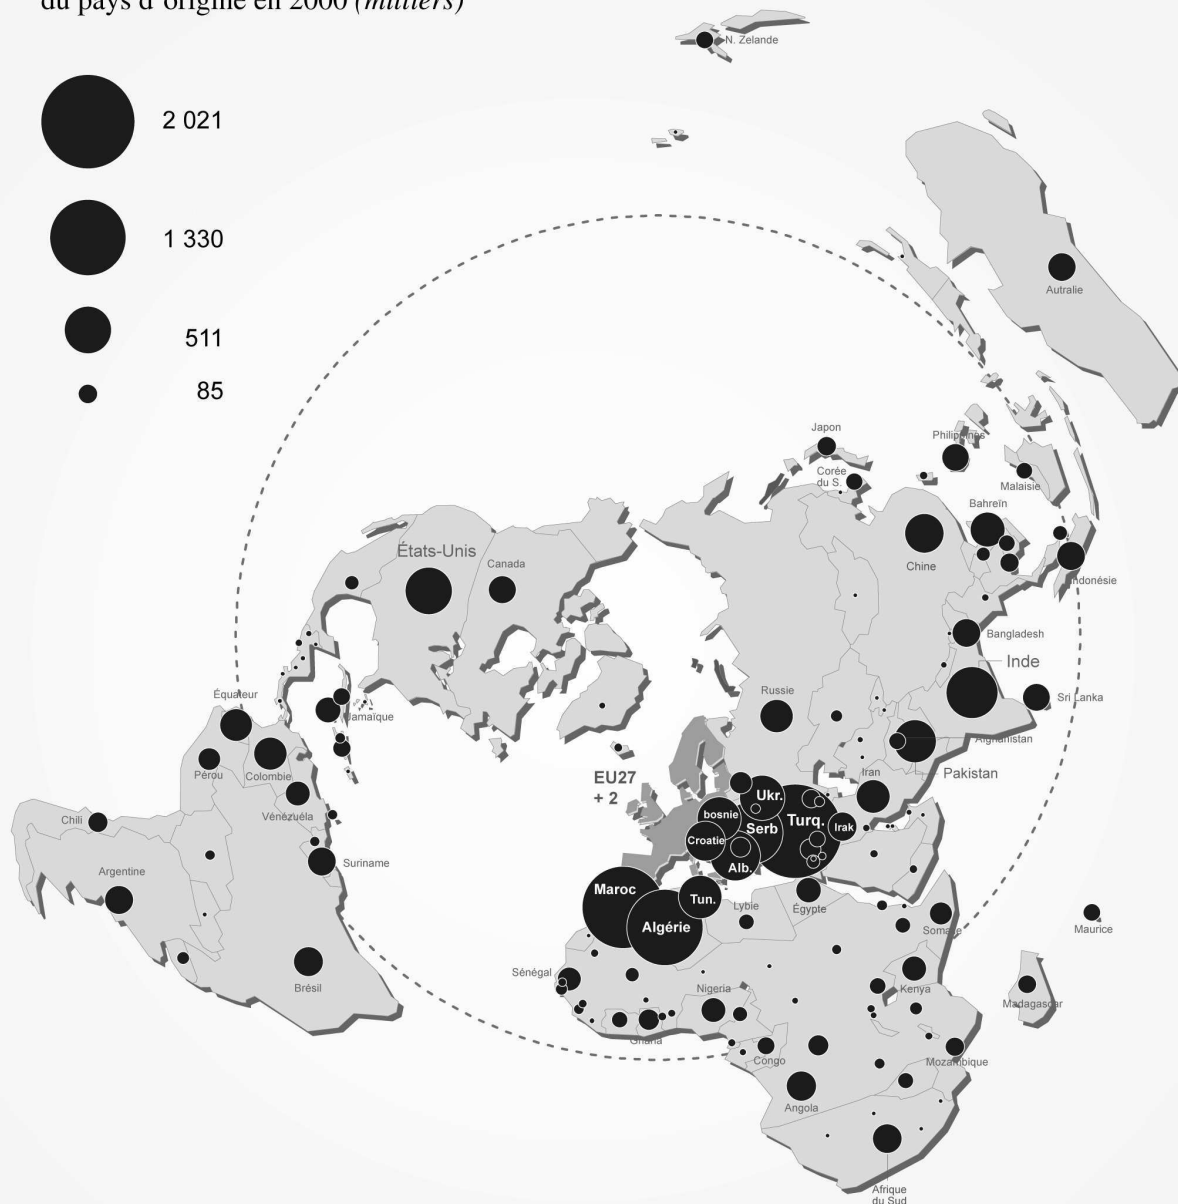 du pays d'origine en 2000 (milliers)
2 021
1 330
511
85
N. Zelande
Autralie
Japon
Corée
du S.
Philippines
Malaisie
Bahreïn
Chine
Indonésie
États-Unis
Canada
Bangladesh
Inde
Sri Lanka
Russie
Équateur
Jamaïque
Afghanistan
Pérou
Colombie
Iran
Pakistan
EU27
+ 2
Vénézuéla
Ukr.
bosnie
Chili
Serb
Turq.
Irak
Croatie
Suriname
Alb.
Argentine
Maroc
Tun.
Lybie
Égypte
Algérie
Somalie
Maurice
Sénégal
Brésil
Nigeria
Kenya
Madagascar
Ghana
Congo
Mozambique
Angola
Afrique
du Sud